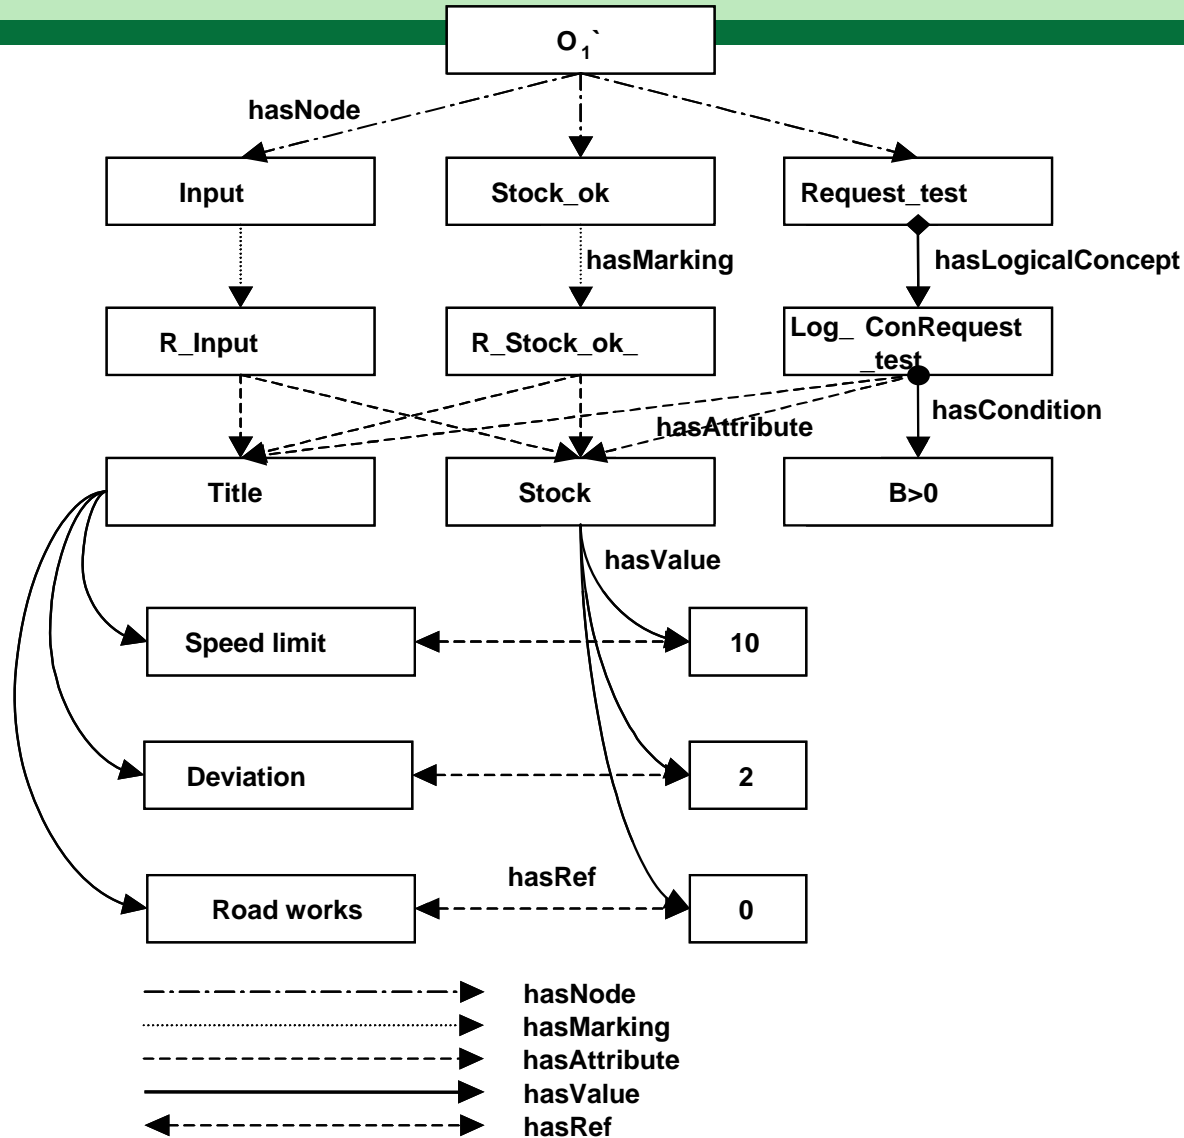 O1`
hasNode
Input
Stock_ok
Request_test
hasMarking
hasLogicalConcept
R_Input
R_Stock_ok_
Log_ ConRequest
_test
hasAttribute
hasCondition
Title
Stock
B>0
hasValue
Speed limit
10
Deviation
2
hasRef
Road works
0
hasNode
hasMarking
hasAttribute
hasValue
hasRef